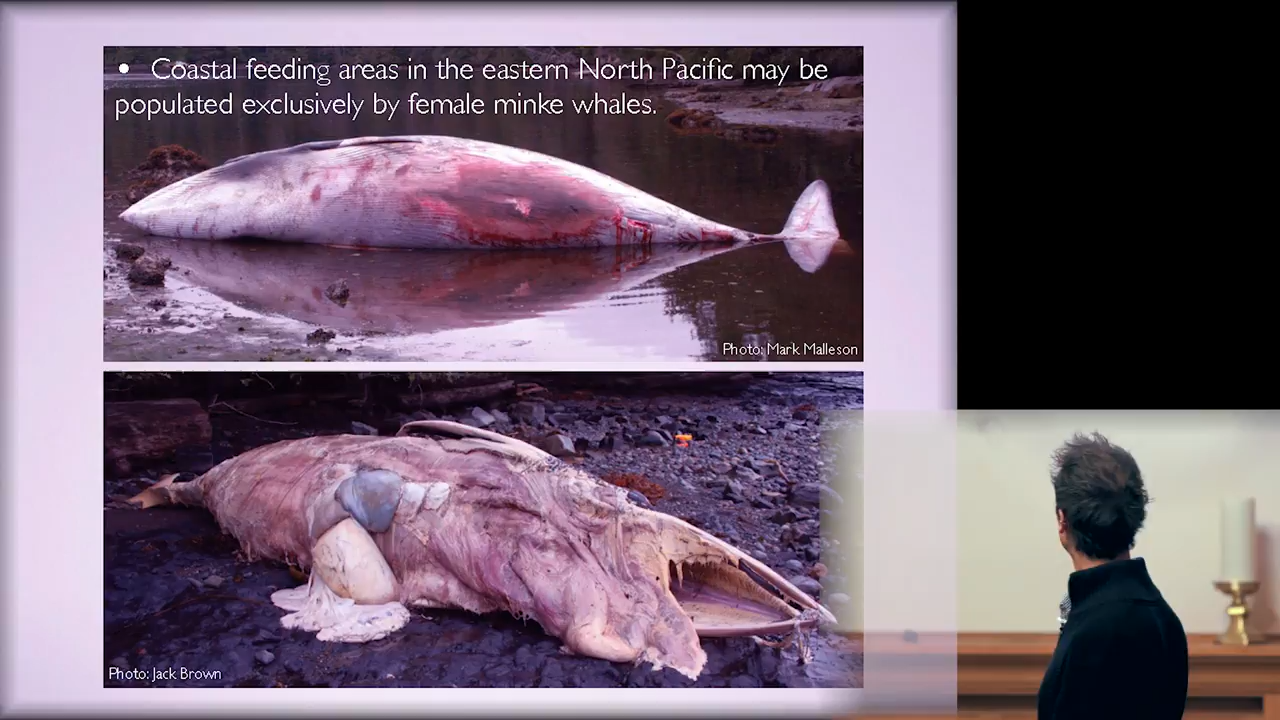 • Coastal feeding areas in the eastern North Pacific may be
populated exclusively by female minke whales.
Photo: Mark Malleson
Photo: Jack Brown